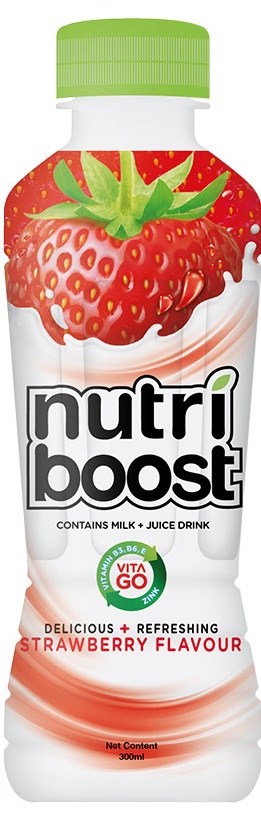 nutri
boost
CONTAINS MILK + JUICE DRINK
VITAMIN B3, B6, E
VITA
GO
ZINK
DELICIOUS + REFRESHING
STRAWBERRY FLAVOUR
Net Content
300ml